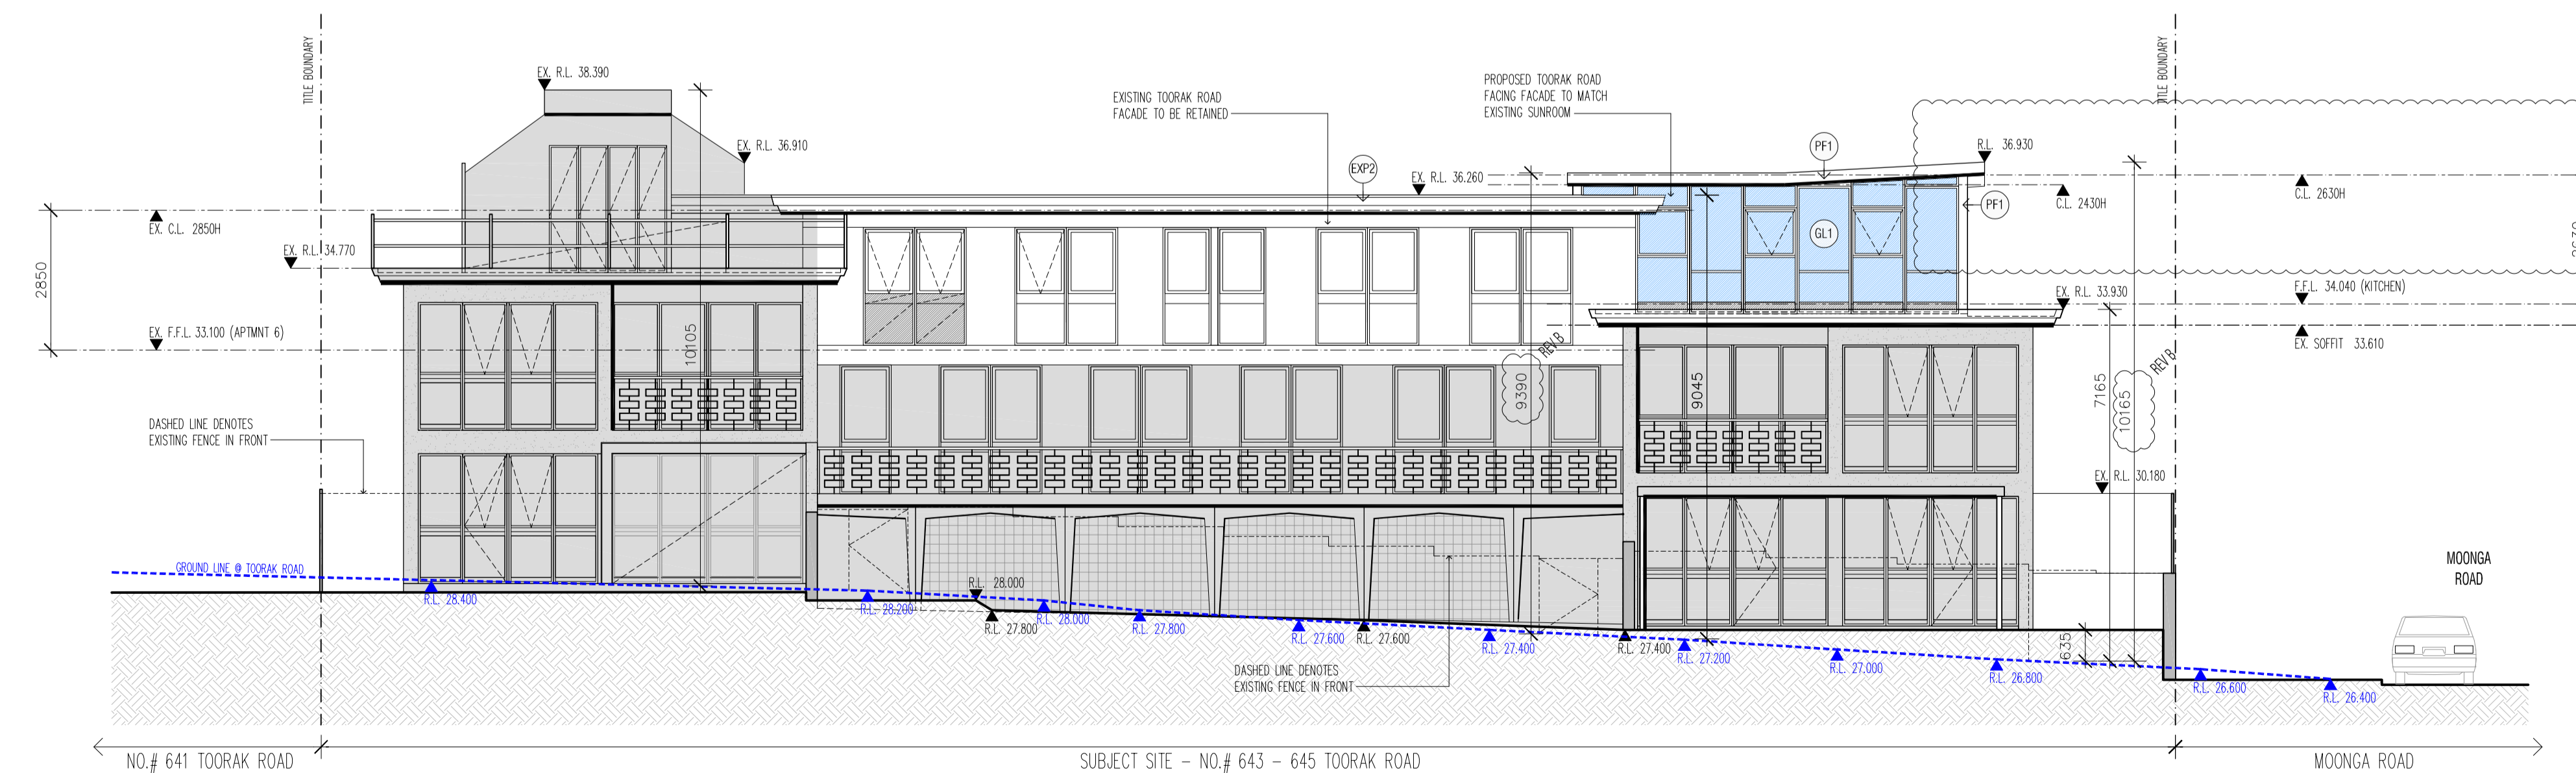 TITLE BOUNDARY
TITLE BOUNDARY
EX. R.L. 38.390
EXISTING TOORAK ROAD
FACADE TO BE RETAINED
PROPOSED TOORAK ROAD
FACING FACADE TO MATCH
EXISTING SUNROOM
EX. R.L. 36.910
PF1
R.L. 36.930
EXP2
EX. R.L. 36.260
C.L. 2630H
C.L. 2430H
PF1
EX. C.L. 2850H
GL1
EX. R.L. 34.770
2850
F.F.L. 34.040 (KITCHEN)
EX. R.L. 33.930
EX. F.F.L. 33.100 (APTMNT 6)
EX. SOFFIT 33.610
10105
REV B
9390
9045
7165
10165
REV B
DASHED LINE DENOTES
EXISTING FENCE IN FRONT
EX. R.L. 30.180
MOONGA
ROAD
GROUND LINE @ TOORAK ROAD
R.L. 28.000
R.L. 28.400
R.L. 28.200
R.L. 28.000
R.L. 27.800
R.L. 27.800
R.L. 27.600
R.L. 27.600
R.L. 27.400
R.L. 27.400
R.L. 27.200
R.L. 27.000
635
R.L. 26.800
R.L. 26.600
R.L. 26.400
DASHED LINE DENOTES
EXISTING FENCE IN FRONT
NO.# 641 TOORAK ROAD
SUBJECT SITE - NO.# 643 - 645 TOORAK ROAD
MOONGA ROAD